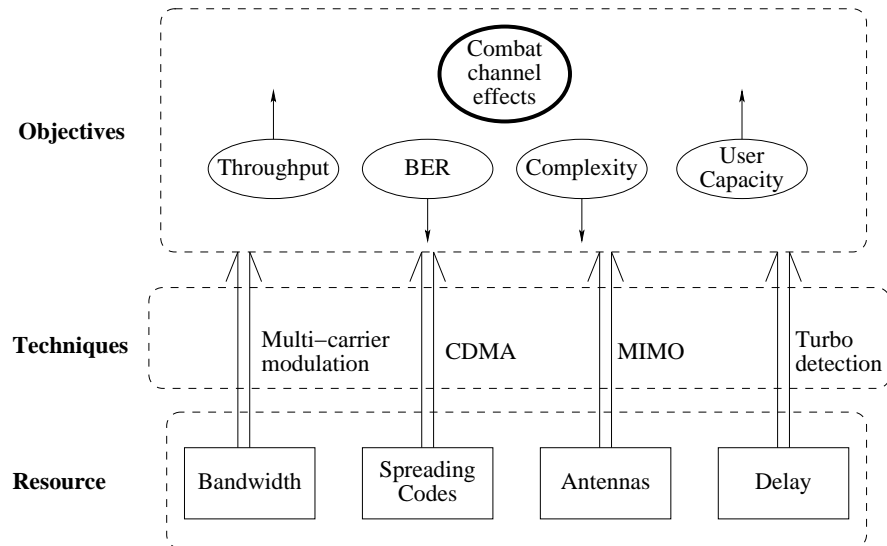 Combat
channel
effects
Objectives
Throughput
BER
Complexity
User
Capacity
Techniques
Multi−carrier
modulation
CDMA
MIMO
Turbo
detection
Resource
Bandwidth
Spreading
Codes
Antennas
Delay